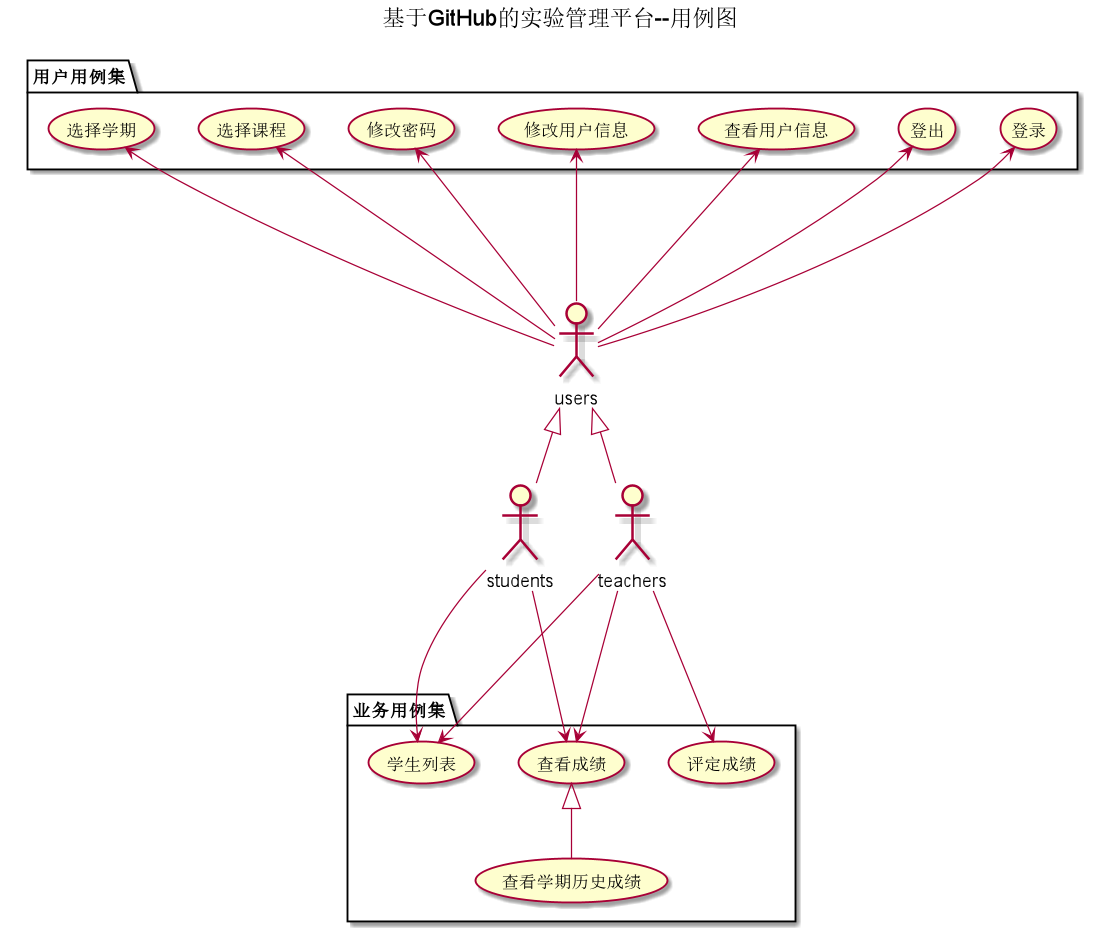 基于GitHub的实验管理平台--用例图
用户用例集
选择学期
选择课程
修改密码
修改用户信息
查看用户信息
登出
登录
users
students
teachers
业务用例集
学生列表
查看成绩
评定成绩
查看学期历史成绩